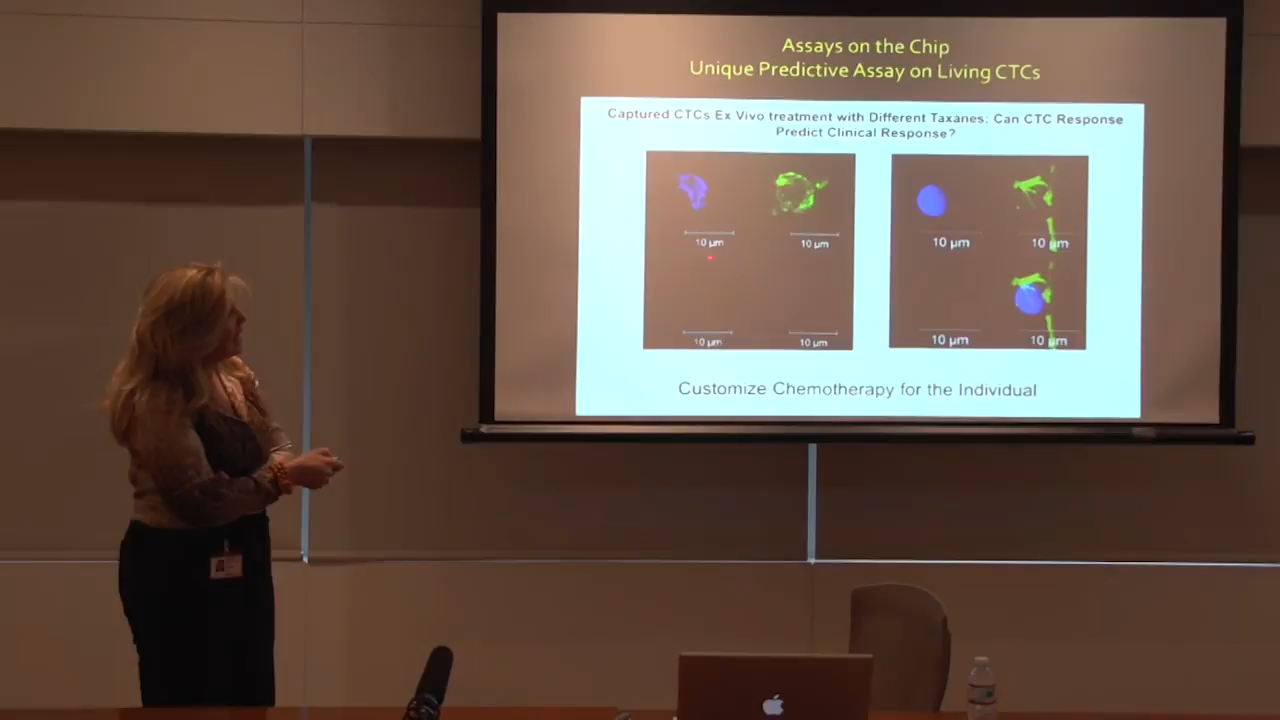 Assays on the Chip
Unique Predictive Assay on Living CTCs
Captured CTCs Ex Vivo treatment with Different Taxanes: Can CTC Response
Predict Clinical Response?
10 µm
10 µm
10 µm
10 µm
10 µm
10 µm
10 µm
10 µm
Customize Chemotherapy for the Individual